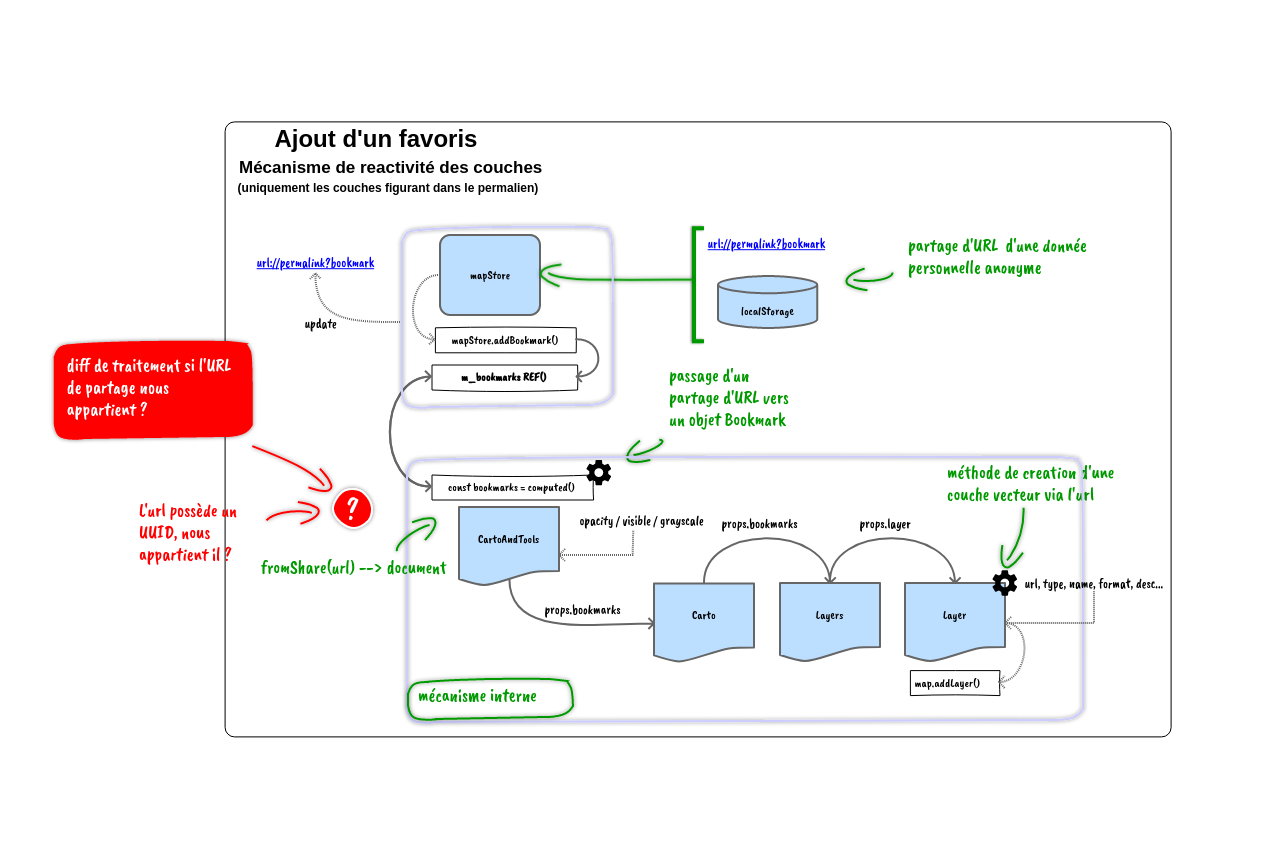 Ajout d'un favoris
Mécanisme de reactivité des couches
(uniquement les couches figurant dans le permalien)
url://permalink?bookmark
update
mapStore
mapStore.addBookmark()
m_bookmarks REF()
url://permalink?bookmark
localStorage
partage d'URL d'une donnée
personnelle anonyme
diff de traitement si l'URL
de partage nous
appartient ?
passage d'un
partage d'URL vers
un objet Bookmark
L'url possède un
UUID, nous
appartient il ?
?
fromShare(url) --> document
const bookmarks = computed()
CartoAndTools
opacity / visible / grayscale
props.bookmarks
props.bookmarks
props.layer
méthode de creation d'une
couche vecteur via l'url
Carto
Layers
Layer
url, type, name, format, desc...
map.addLayer()
mécanisme interne